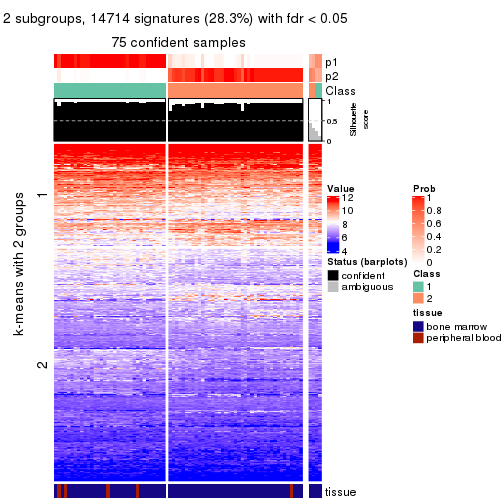 2 subgroups, 14714 signatures (28.3%) with fdr < 0.05
75 confident samples
p1
p2
Class
1
0.5
0
Silhouette
score
k-means with 2 groups
1
2
tissue
Value
12
10
8
6
4
Status (barplots)
confident
ambiguous
Prob
1
0.8
0.6
0.4
0.2
0
Class
1
2
tissue
bone marrow
peripheral blood